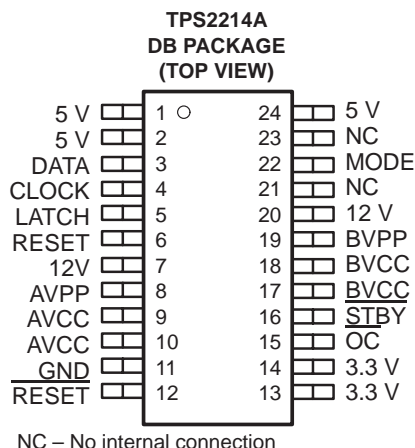 TPS2214A
DB PACKAGE
(TOP VIEW)
5 V 1 24 5 V
5 V 2 23 NC
DATA 3 22 MODE
CLOCK 4 21 NC
LATCH 5 20 12 V
RESET 6 19 BVPP
12V 7 18 BVCC
AVPP 8 17 BVCC
AVCC 9 16 STBY
AVCC 10 15 OC
GND 11 14 3.3 V
RESET 12 13 3.3 V
NC – No internal connection